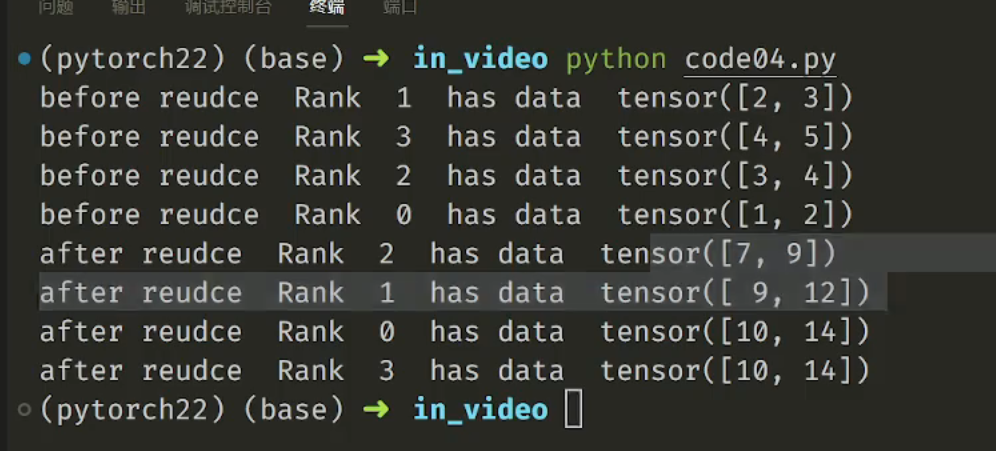 问题 输出 调试控制台 终端 端口
(pytorch22) (base) ➜ in_video python code04.py
before reudce Rank 1 has data tensor([2, 3])
before reudce Rank 3 has data tensor([4, 5])
before reudce Rank 2 has data tensor([3, 4])
before reudce Rank 0 has data tensor([1, 2])
after reudce Rank 2 has data tensor([7, 9])
after reudce Rank 1 has data tensor([ 9, 12])
after reudce Rank 0 has data tensor([10, 14])
after reudce Rank 3 has data tensor([10, 14])
(pytorch22) (base) ➜ in_video